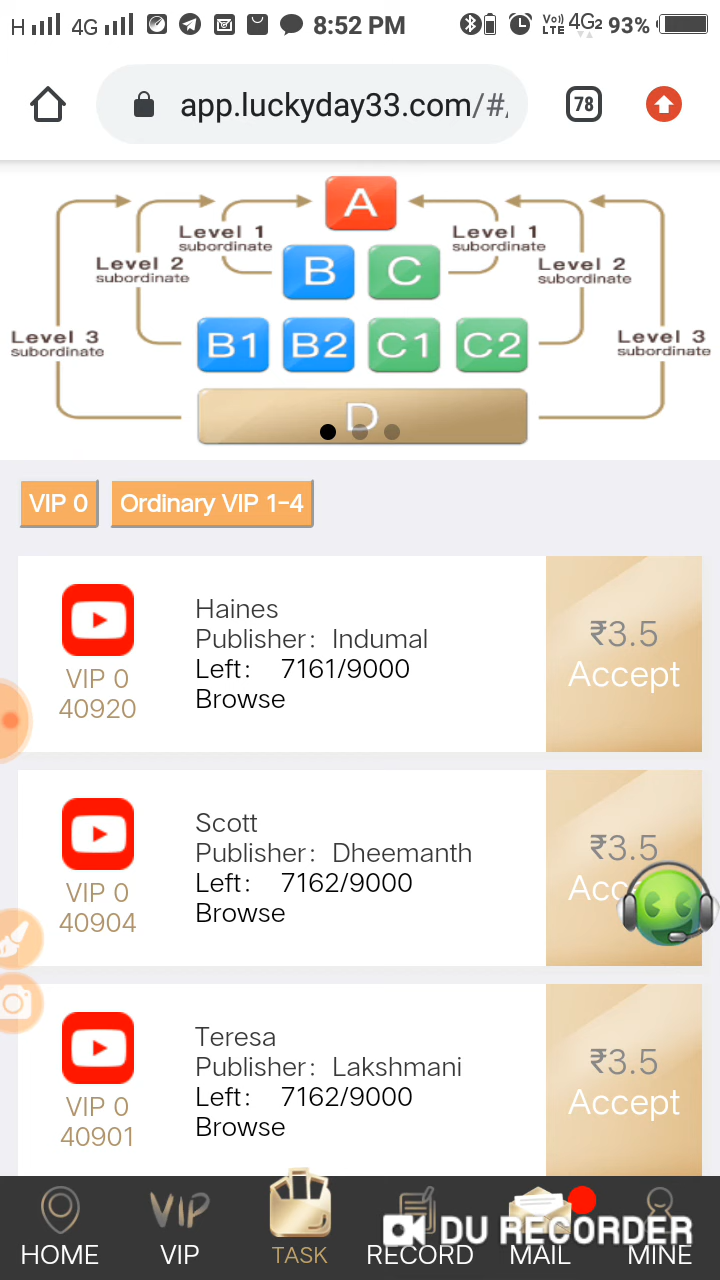 H 4G 8:52 PM Vo) LTE 4G2 93%
app.luckyday33.com/#/ 78
A
Level 1 subordinate
Level 1 subordinate
B C
Level 2 subordinate
Level 2 subordinate
B1 B2 C1 C2
Level 3 subordinate
Level 3 subordinate
D
VIP 0 Ordinary VIP 1-4
Haines
Publisher: Indumal
Left: 7161/9000
Browse
VIP 0
40920
₹3.5
Accept
Scott
Publisher: Dheemanth
Left: 7162/9000
Browse
VIP 0
40904
₹3.5
Acc
Teresa
Publisher: Lakshmani
Left: 7162/9000
Browse
VIP 0
40901
₹3.5
Accept
VIP
DU RECORDER
HOME VIP TASK RECORD MAIL MINE